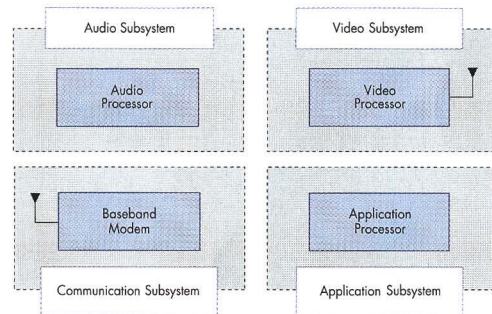 Audio Subsystem
Video Subsystem
Audio
Processor
Video
Processor
Baseband
Modem
Application
Processor
Communication Subsystem
Application Subsystem